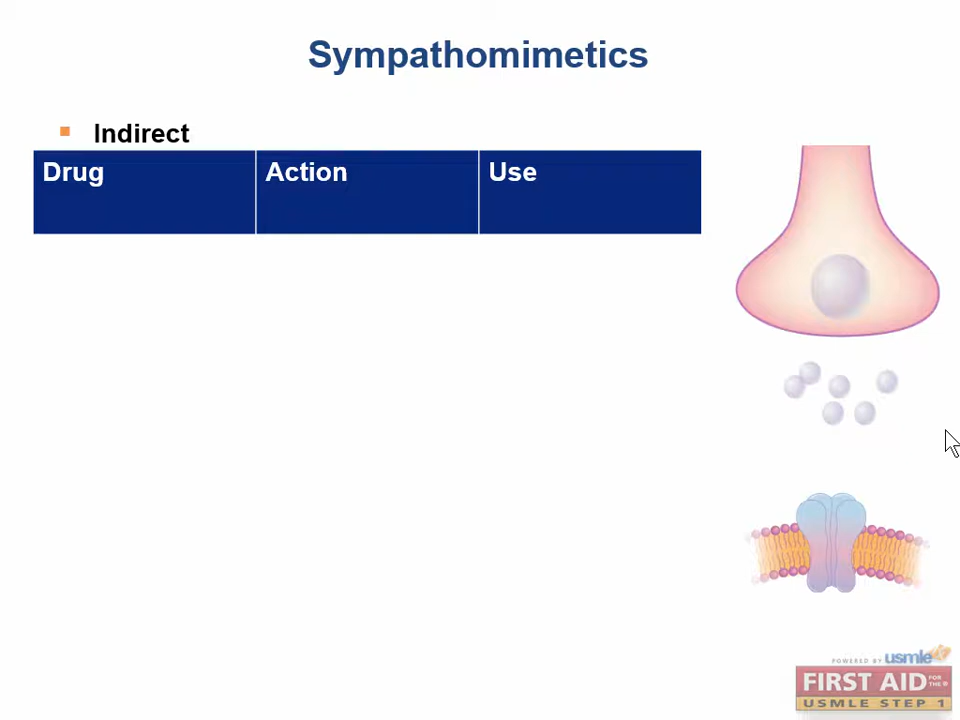 Sympathomimetics
Indirect
Drug Action Use
POWERED BY usmle
FIRST AID FOR THE®
USMLE STEP 1